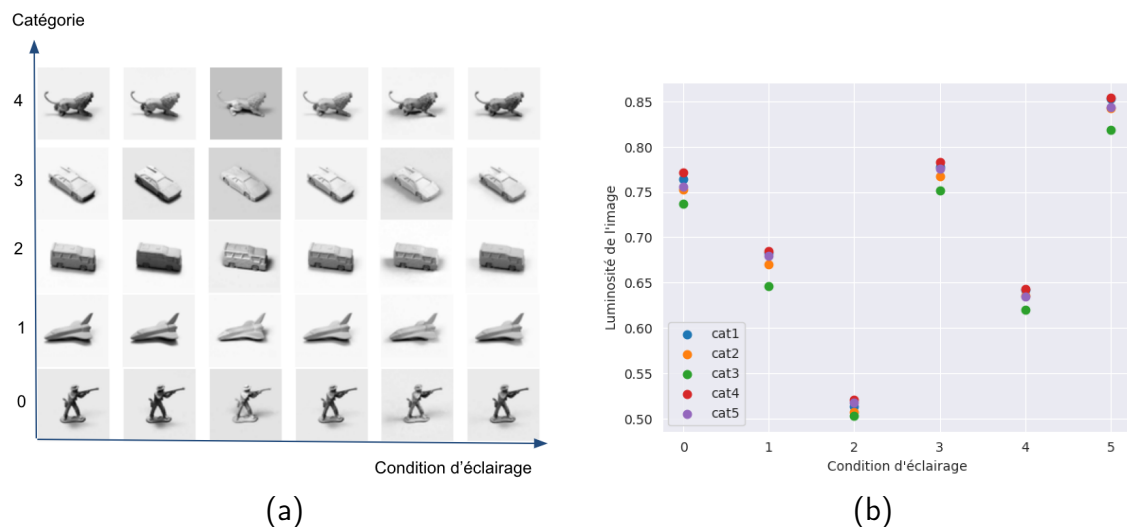 Catégorie
4
3
2
1
0
Condition d'éclairage
(a)
Luminosité de l'image
0.85
0.80
0.75
0.70
0.65
0.60
0.55
0.50
cat1
cat2
cat3
cat4
cat5
0 1 2 3 4 5
Condition d'éclairage
(b)